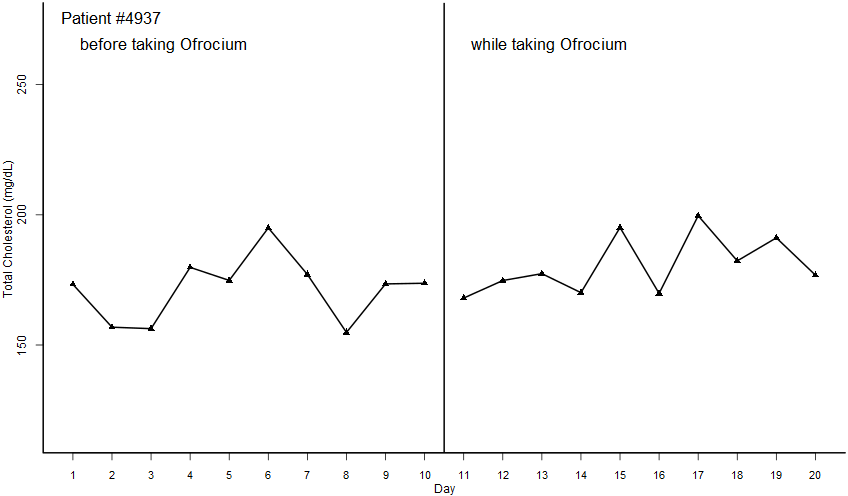 Patient #4937
before taking Ofrocium
while taking Ofrocium
Total Cholesterol (mg/dL)
250
200
150
1 2 3 4 5 6 7 8 9 10 11 12 13 14 15 16 17 18 19 20
Day